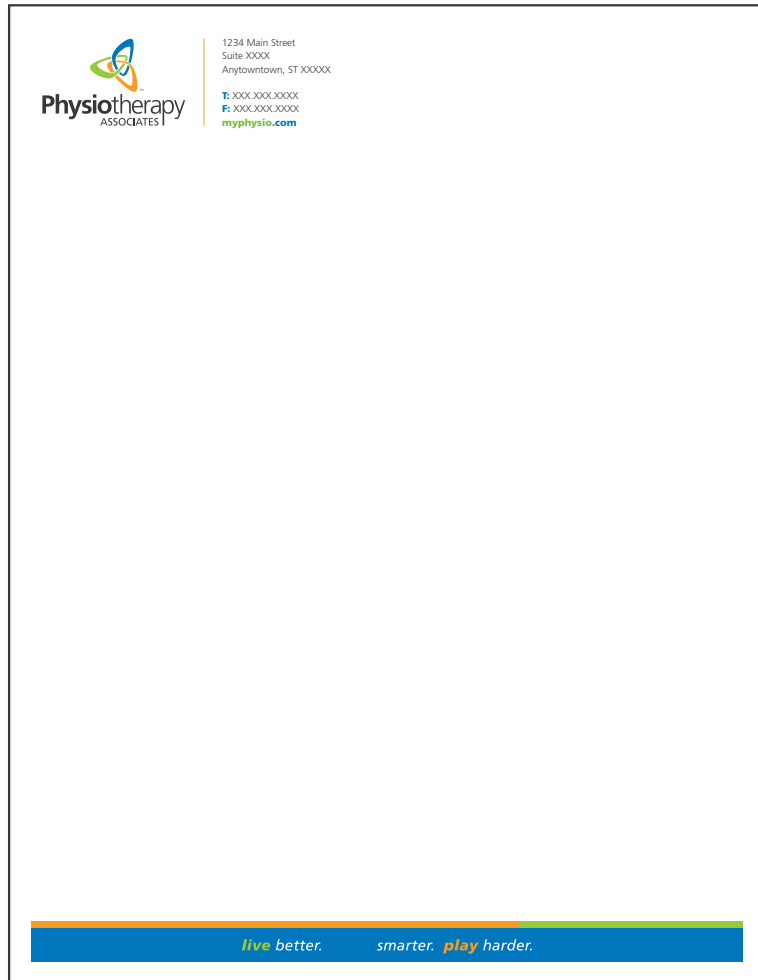 Physiotherapy
ASSOCIATES
™
1234 Main Street
Suite XXXX
Anytowntown, ST XXXXX
T: XXX.XXX.XXXX
F: XXX.XXX.XXXX
myphysio.com
live better. smarter. play harder.